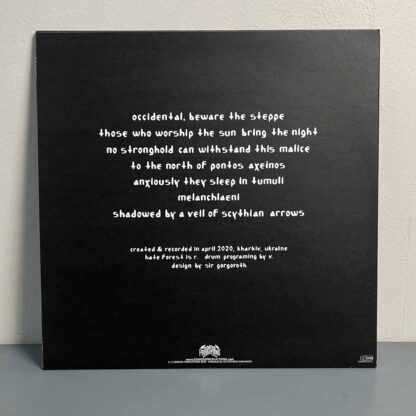 occidental, beware the steppe
those who worship the sun bring the night
no stronghold can withstand this malice
to the north of pontos axeinos
anxiously they sleep in tumuli
melanchlaeni
shadowed by a veil of scythian arrows
created & recorded in april 2020, kharkiv, ukraine
hate forest is r. drum programing by v.
design by sir gorgoroth